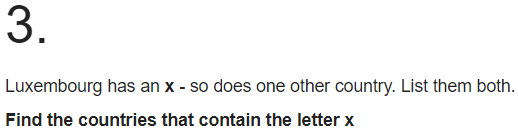 3.
Luxembourg has an x - so does one other country. List them both.
Find the countries that contain the letter x